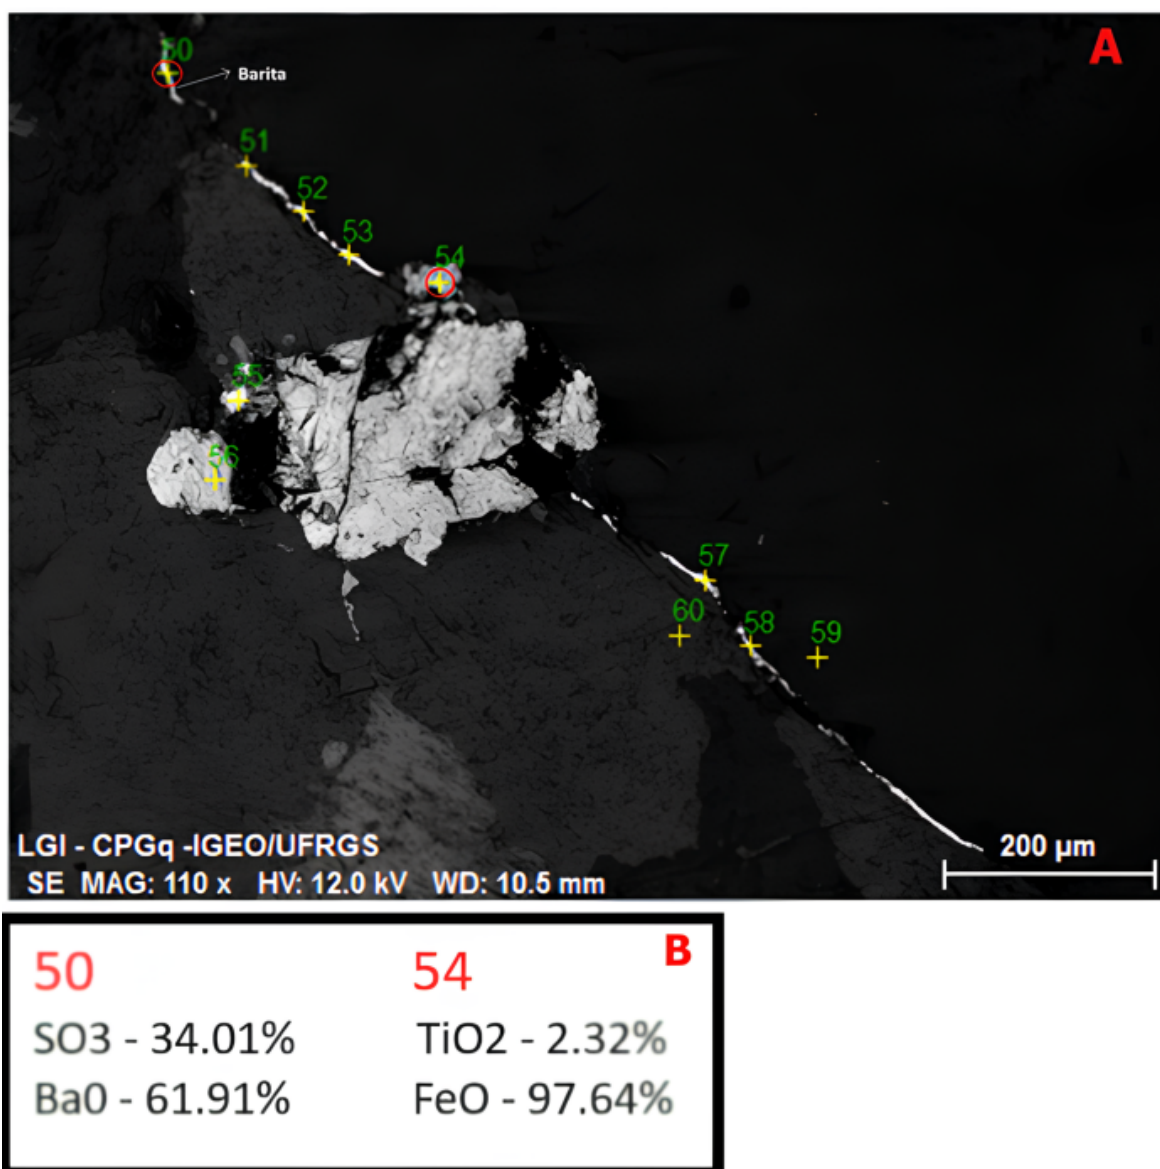 A
50
Barita
51
52
53
54
55
56
57
60
58
59
LGI - CPGq -IGEO/UFRGS
200 µm
SE MAG: 110 x HV: 12.0 kV WD: 10.5 mm
B
50 54
SO3 - 34.01% TiO2 - 2.32%
Ba0 - 61.91% FeO - 97.64%